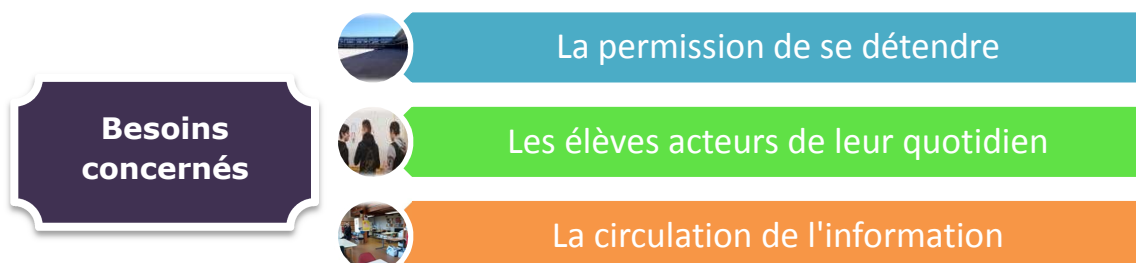 Besoins
concernés
La permission de se détendre
Les élèves acteurs de leur quotidien
La circulation de l'information